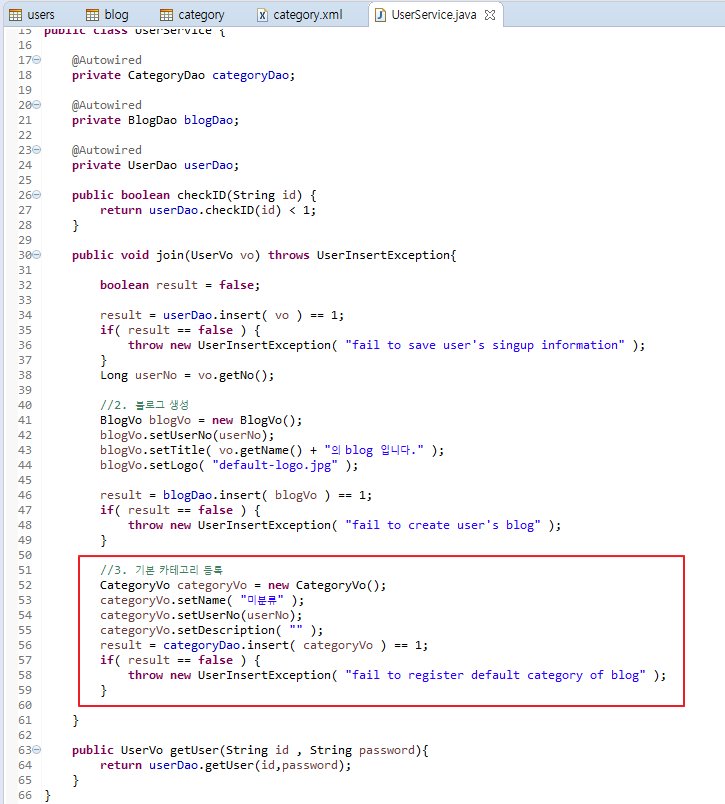 users blog category category.xml UserService.java
15 public class UserService {
16
17 @Autowired
18 private CategoryDao categoryDao;
19
20 @Autowired
21 private BlogDao blogDao;
22
23 @Autowired
24 private UserDao userDao;
25
26 public boolean checkID(String id) {
27 return userDao.checkID(id) < 1;
28 }
29
30 public void join(UserVo vo) throws UserInsertException{
31
32 boolean result = false;
33
34 result = userDao.insert( vo ) == 1;
35 if( result == false ) {
36 throw new UserInsertException( "fail to save user's singup information" );
37 }
38 Long userNo = vo.getNo();
39
40 //2. 블로그 생성
41 BlogVo blogVo = new BlogVo();
42 blogVo.setUserNo(userNo);
43 blogVo.setTitle( vo.getName() + "의 blog 입니다." );
44 blogVo.setLogo( "default-logo.jpg" );
45
46 result = blogDao.insert( blogVo ) == 1;
47 if( result == false ) {
48 throw new UserInsertException( "fail to create user's blog" );
49 }
50
51 //3. 기본 카테고리 등록
52 CategoryVo categoryVo = new CategoryVo();
53 categoryVo.setName( "미분류" );
54 categoryVo.setUserNo(userNo);
55 categoryVo.setDescription( "" );
56 result = categoryDao.insert( categoryVo ) == 1;
57 if( result == false ) {
58 throw new UserInsertException( "fail to register default category of blog" );
59 }
60
61 }
62
63 public UserVo getUser(String id , String password){
64 return userDao.getUser(id,password);
65 }
66 }